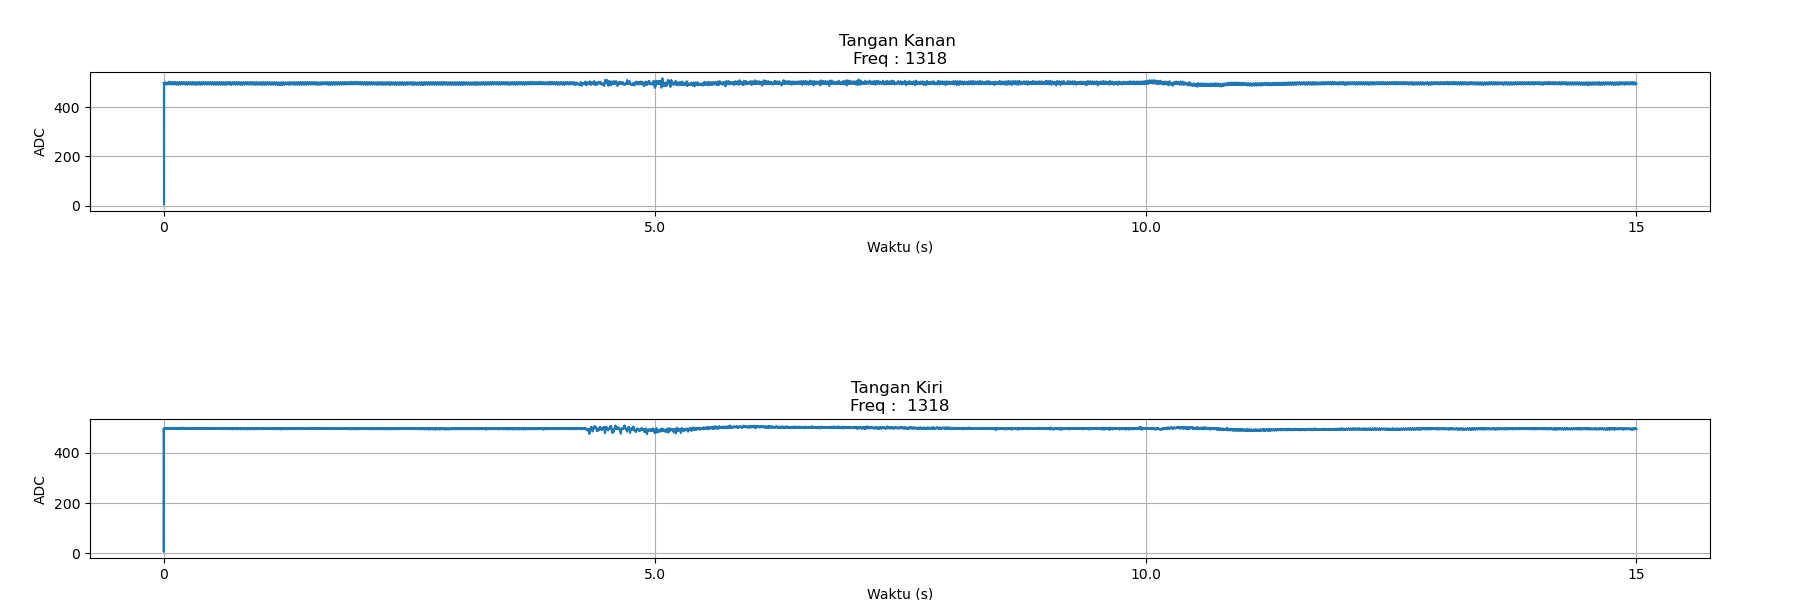 Tangan Kanan
Freq : 1318
400
200
0
ADC
0 5.0 10.0 15
Waktu (s)
Tangan Kiri
Freq :  1318
400
200
0
ADC
0 5.0 10.0 15
Waktu (s)